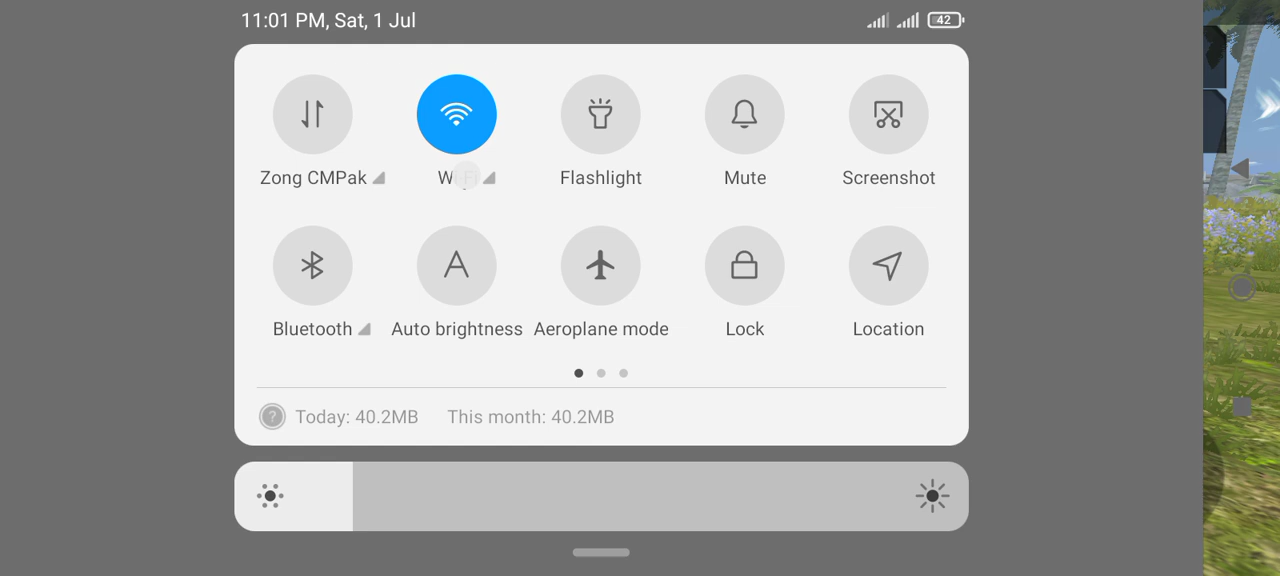 11:01 PM, Sat, 1 Jul
42
Zong CMPak
Flashlight
Mute
Screenshot
Bluetooth
Auto brightness
Aeroplane mode
Lock
Location
Today: 40.2MB
This month: 40.2MB